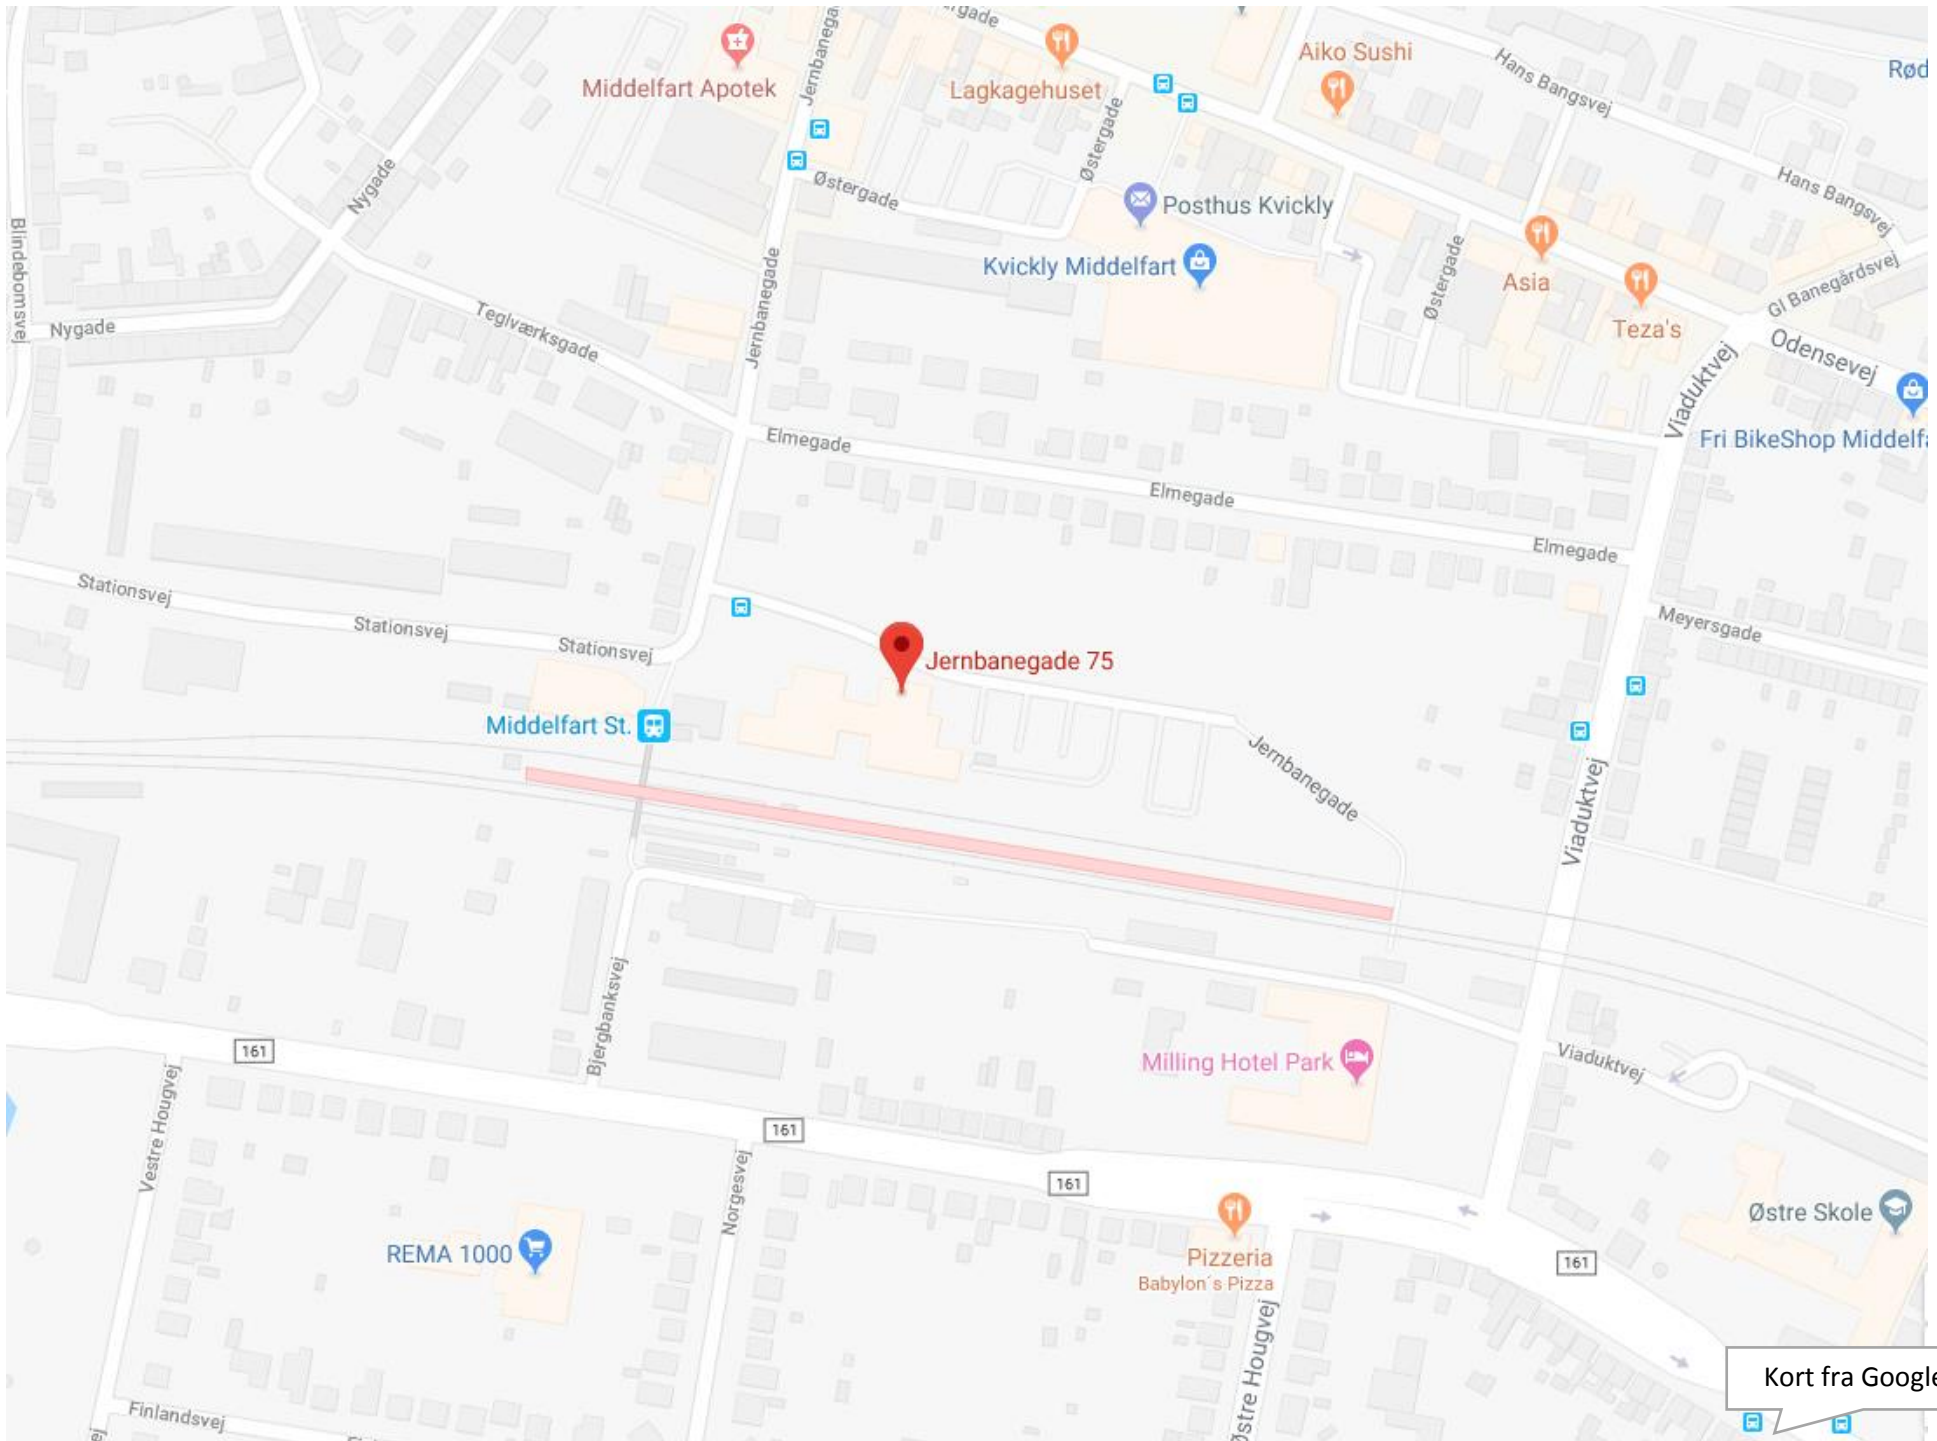 Jernbanegade
Middelfart Apotek
Lagkagehuset
Aiko Sushi
Hans Bangsvej
Østergade
Østergade
Nygade
Posthus Kvickly
Hans Bangsvej
Blindebomsvej
Kvickly Middelfart
Jernbanegade
Østergade
Asia
Teza's
Gl Banegårdsvej
Nygade
Teglværksgade
Odensevej
Viaduktvej
Fri BikeShop Middelfa
Elmegade
Elmegade
Elmegade
Stationsvej
Stationsvej
Stationsvej
Meyersgade
Jernbanegade 75
Middelfart St.
Jernbanegade
Viaduktvej
Bjergbanksvej
161
Milling Hotel Park
Viaduktvej
Vestre Hougvej
161
161
Norgesvej
Østre Skole
REMA 1000
Pizzeria
Babylon´s Pizza
161
Østre Hougvej
Kort fra Google
Finlandsvej